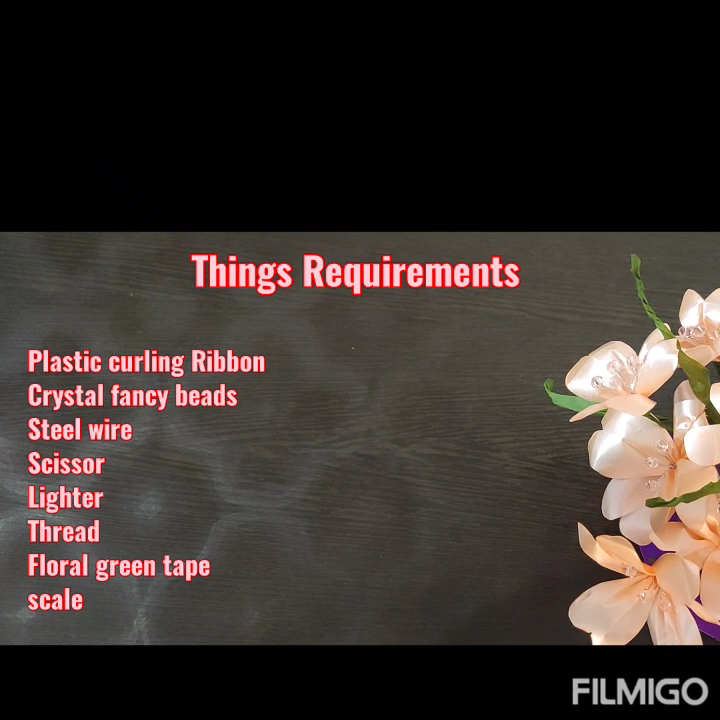 Things Requirements
Plastic curling Ribbon
Crystal fancy beads
Steel wire
Scissor
Lighter
Thread
Floral green tape
scale
FILMIGO